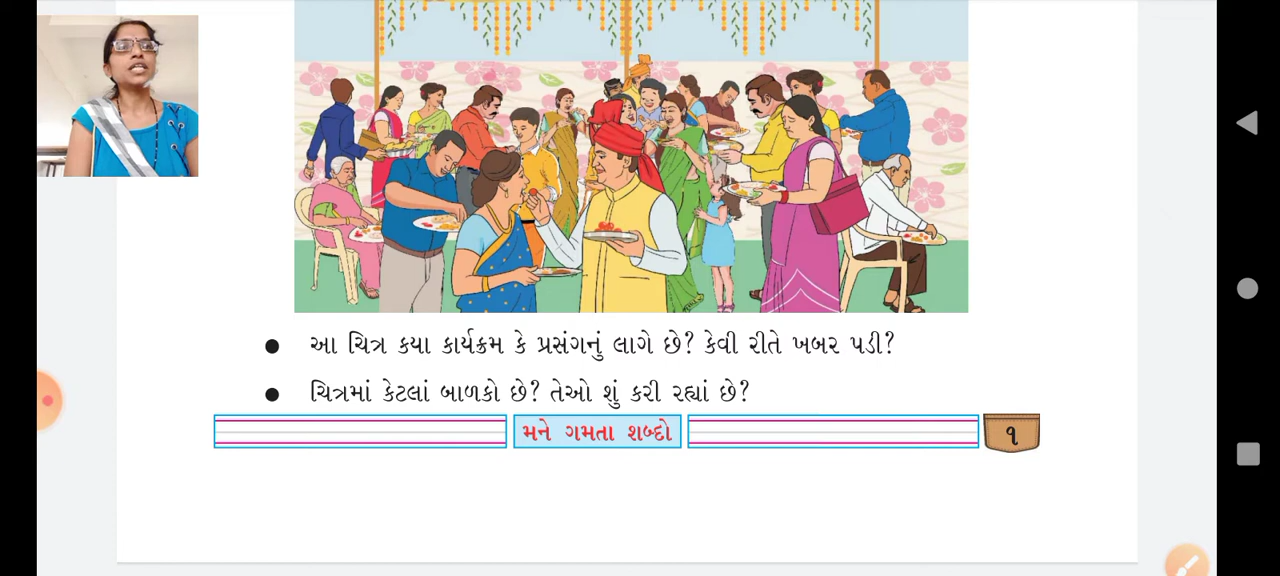 આ ચિત્ર કયા કાર્યક્રમ કે પ્રસંગનું લાગે છે? કેવી રીતે ખબર પડી?
ચિત્રમાં કેટલાં બાળકો છે? તેઓ શું કરી રહ્યાં છે?
મને ગમતા શબ્દો
૧